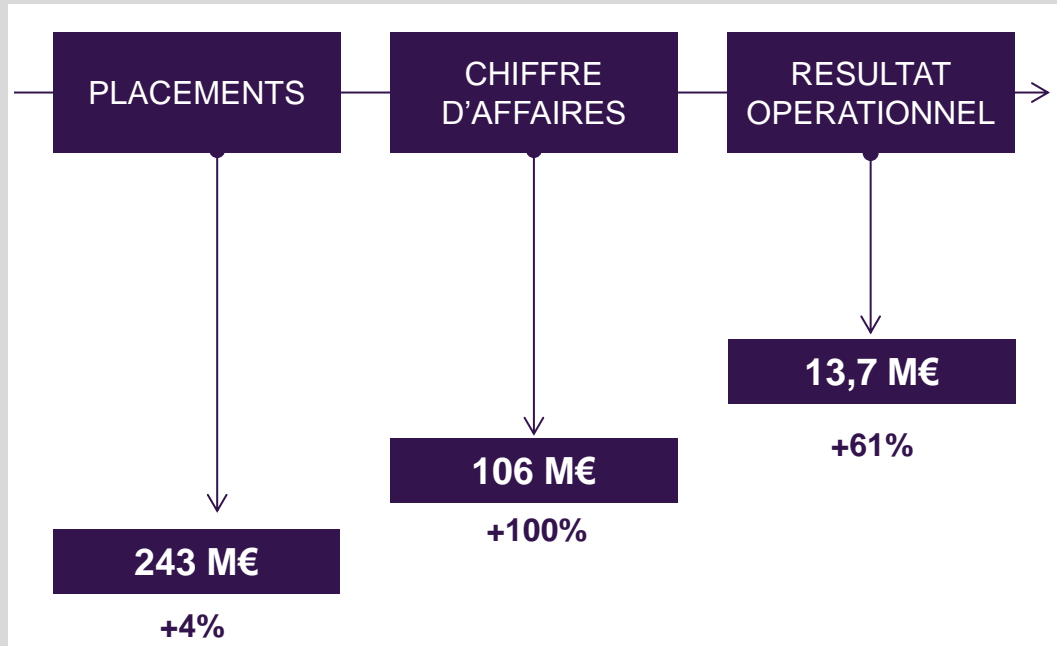 PLACEMENTS
CHIFFRE
D’AFFAIRES
RESULTAT
OPERATIONNEL
13,7 M€
+61%
106 M€
+100%
243 M€
+4%